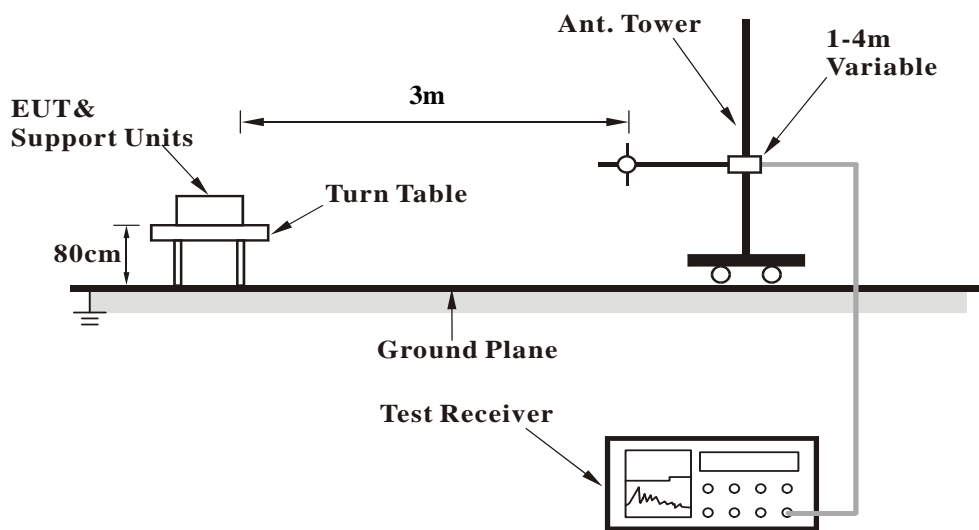 Ant. Tower
1-4m
Variable
3m
EUT&
Support Units
Turn Table
80cm
Ground Plane
Test Receiver